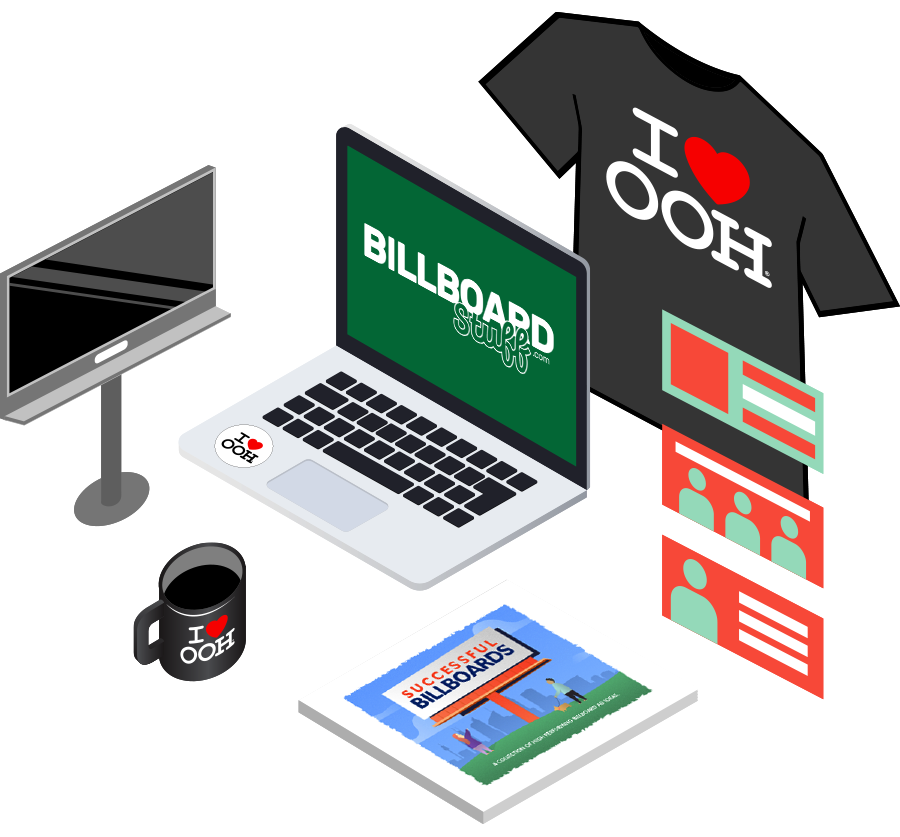 I ❤ 
OOH®
BILLBOARD
Stuff
.com
I ❤
OOH
I ❤
OOH
SUCCESSFUL
BILLBOARDS
A COLLECTION OF HIGH-PERFORMING BILLBOARD AD IDEAS.